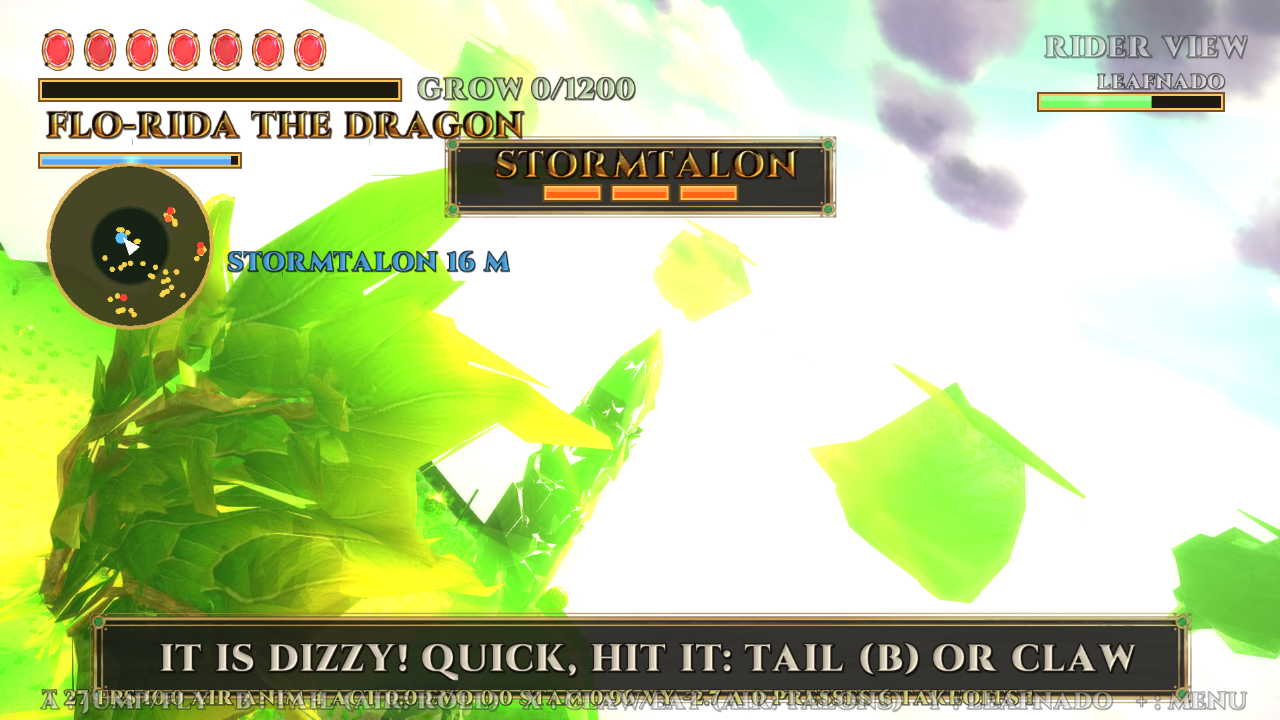 RIDER VIEW
LEAFNADO
GROW 0/1200
FLO-RIDA THE DRAGON
STORMTALON
STORMTALON 16 M
IT IS DIZZY! QUICK, HIT IT: TAIL (B) OR CLAW
LEAFNADO + : MENU